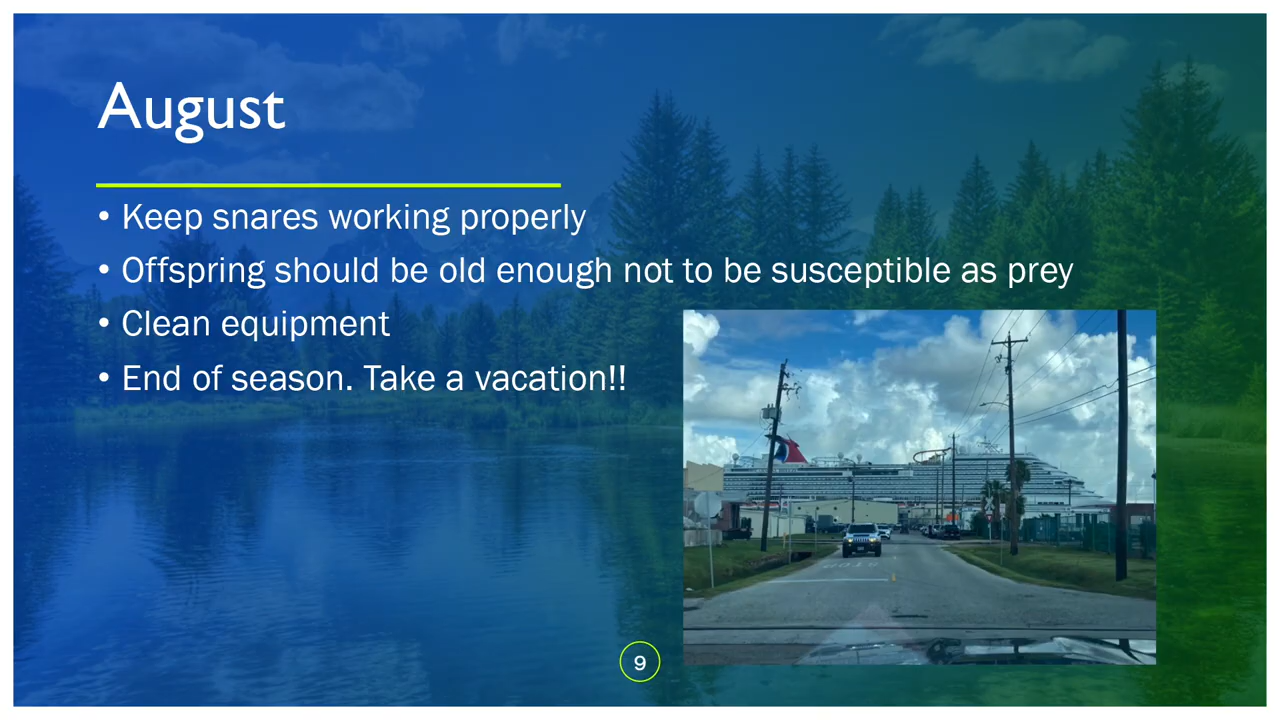 August
• Keep snares working properly
• Offspring should be old enough not to be susceptible as prey
• Clean equipment
• End of season. Take a vacation!!
9